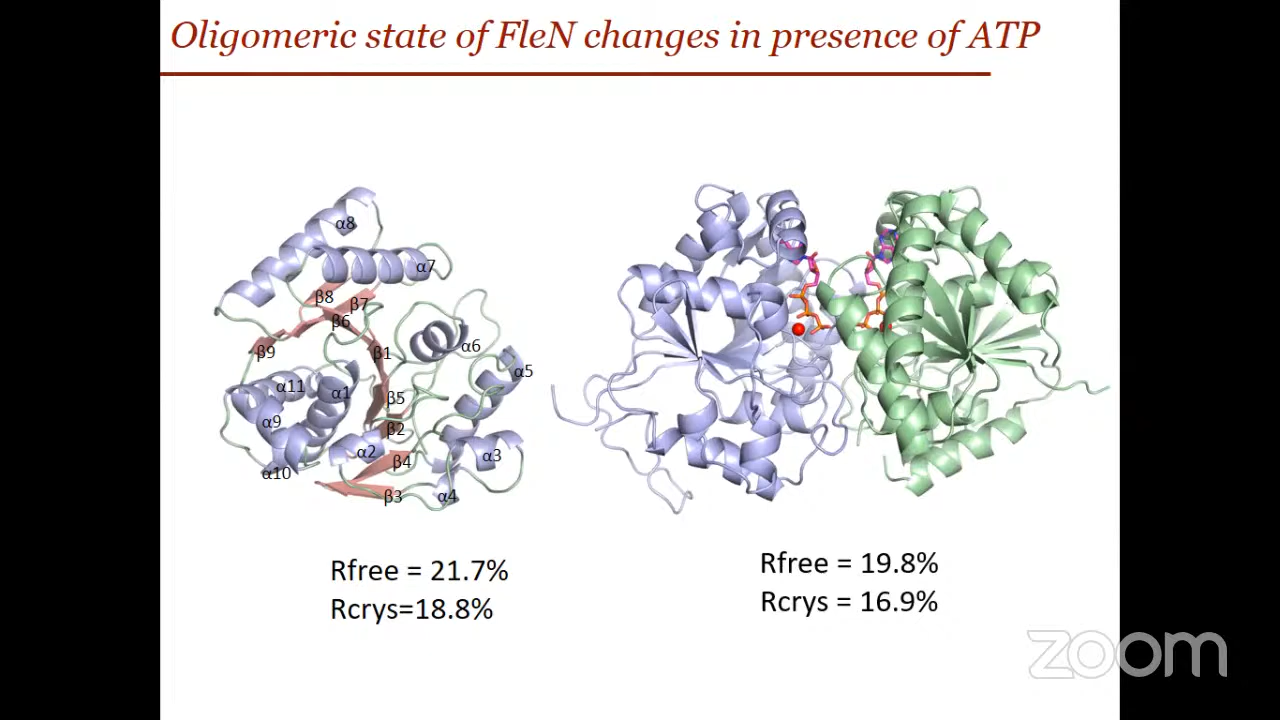 Oligomeric state of FleN changes in presence of ATP
α8
α7
β8
β7
β6
β9
β1
α6
α5
α11
α1
β5
α9
β2
α2
α3
β4
α10
β3
α4
Rfree = 21.7%
Rcrys=18.8%
Rfree = 19.8%
Rcrys = 16.9%
zoom